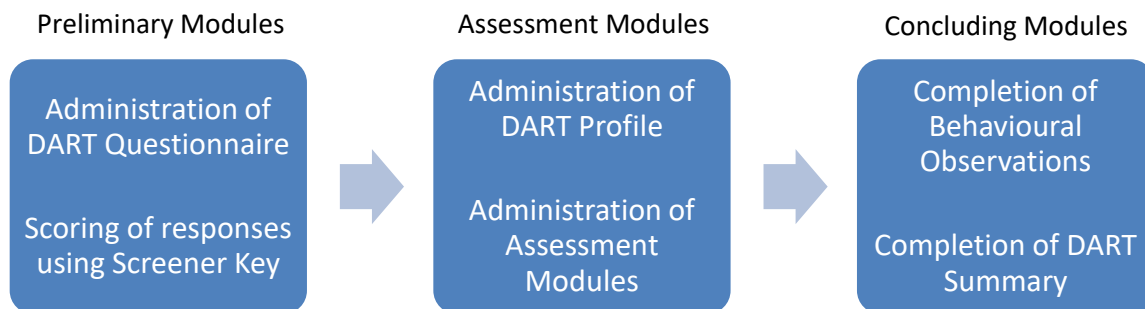 Preliminary Modules
Administration of
DART Questionnaire
Scoring of responses
using Screener Key
Assessment Modules
Administration of
DART Profile
Administration of
Assessment
Modules
Concluding Modules
Completion of
Behavioural
Observations
Completion of DART
Summary